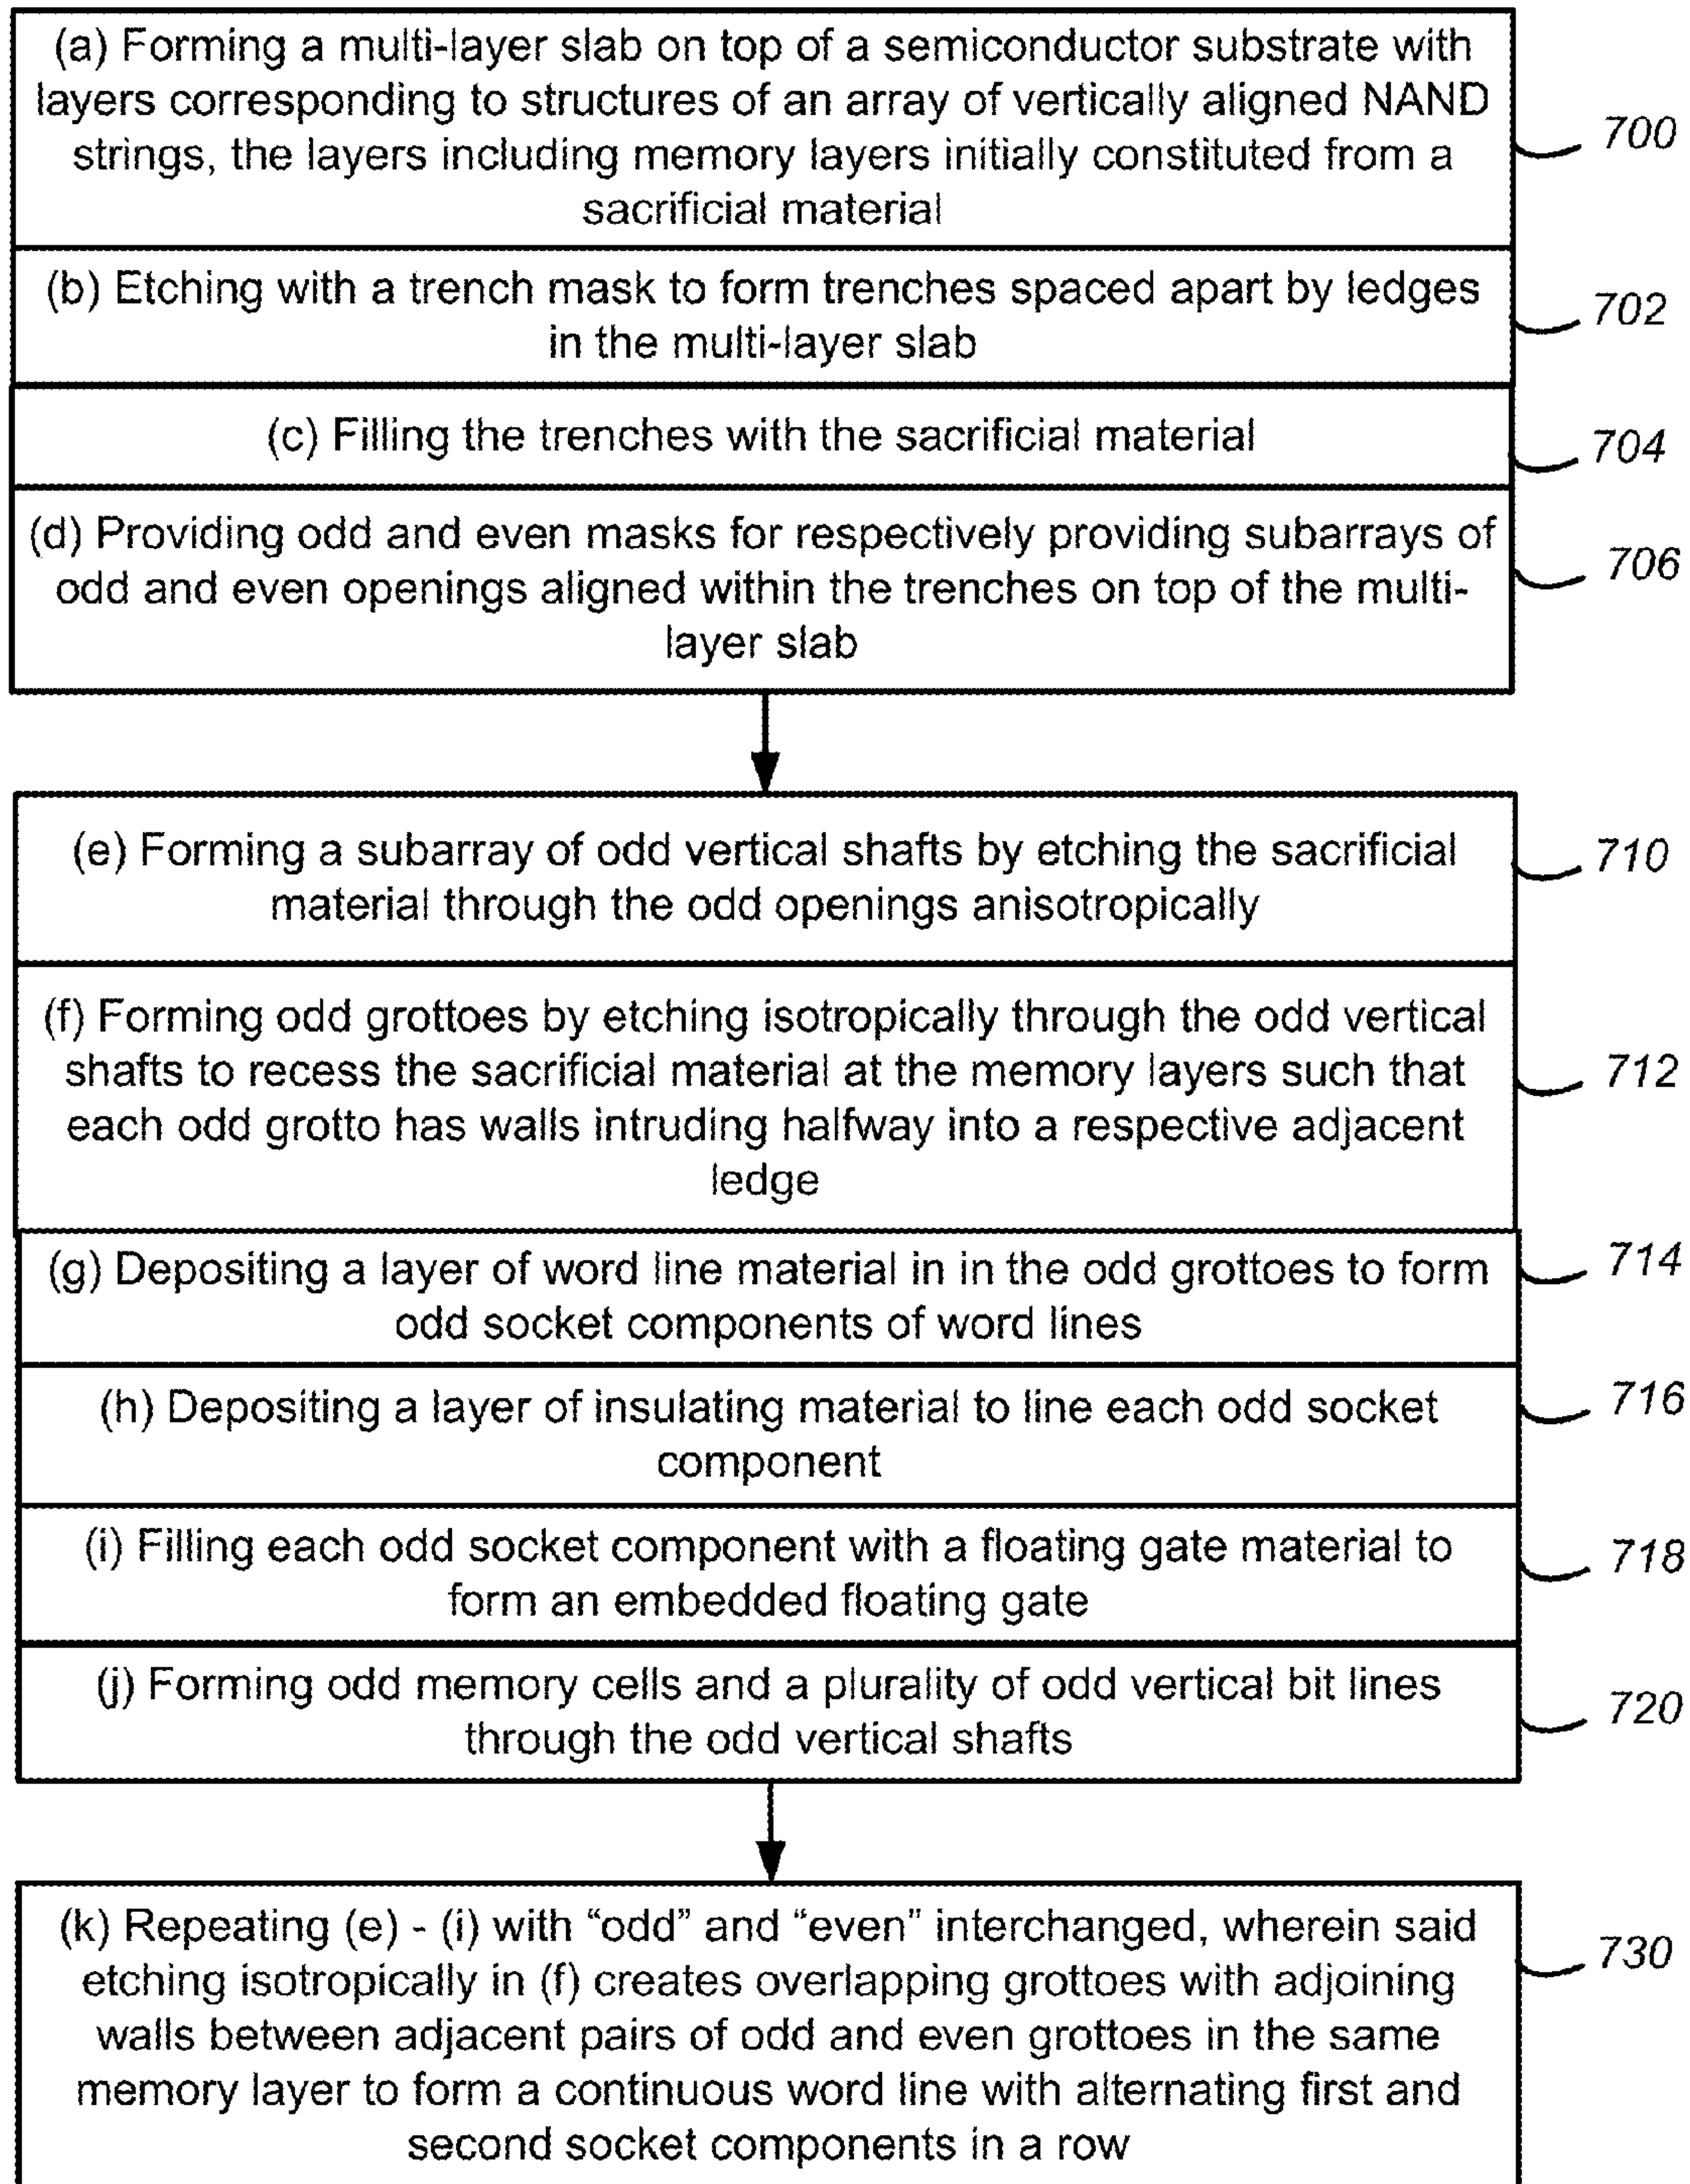 (a) Forming a multi-layer slab on top of a semiconductor substrate with
layers corresponding to structures of an array of vertically aligned NAND
strings, the layers including memory layers initially constituted from a
sacrificial material
700
(b) Etching with a trench mask to form trenches spaced apart by ledges
in the multi-layer slab
702
(c) Filling the trenches with the sacrificial material
704
(d) Providing odd and even masks for respectively providing subarrays of
odd and even openings aligned within the trenches on top of the multi-
layer slab
706
(e) Forming a subarray of odd vertical shafts by etching the sacrificial
material through the odd openings anisotropically
710
(f) Forming odd grottoes by etching isotropically through the odd vertical
shafts to recess the sacrificial material at the memory layers such that
each odd grotto has walls intruding halfway into a respective adjacent
ledge
712
(g) Depositing a layer of word line material in in the odd grottoes to form
odd socket components of word lines
714
(h) Depositing a layer of insulating material to line each odd socket
component
716
(i) Filling each odd socket component with a floating gate material to
form an embedded floating gate
718
(j) Forming odd memory cells and a plurality of odd vertical bit lines
through the odd vertical shafts
720
(k) Repeating (e) - (i) with “odd” and “even” interchanged, wherein said
etching isotropically in (f) creates overlapping grottoes with adjoining
walls between adjacent pairs of odd and even grottoes in the same
memory layer to form a continuous word line with alternating first and
second socket components in a row
730